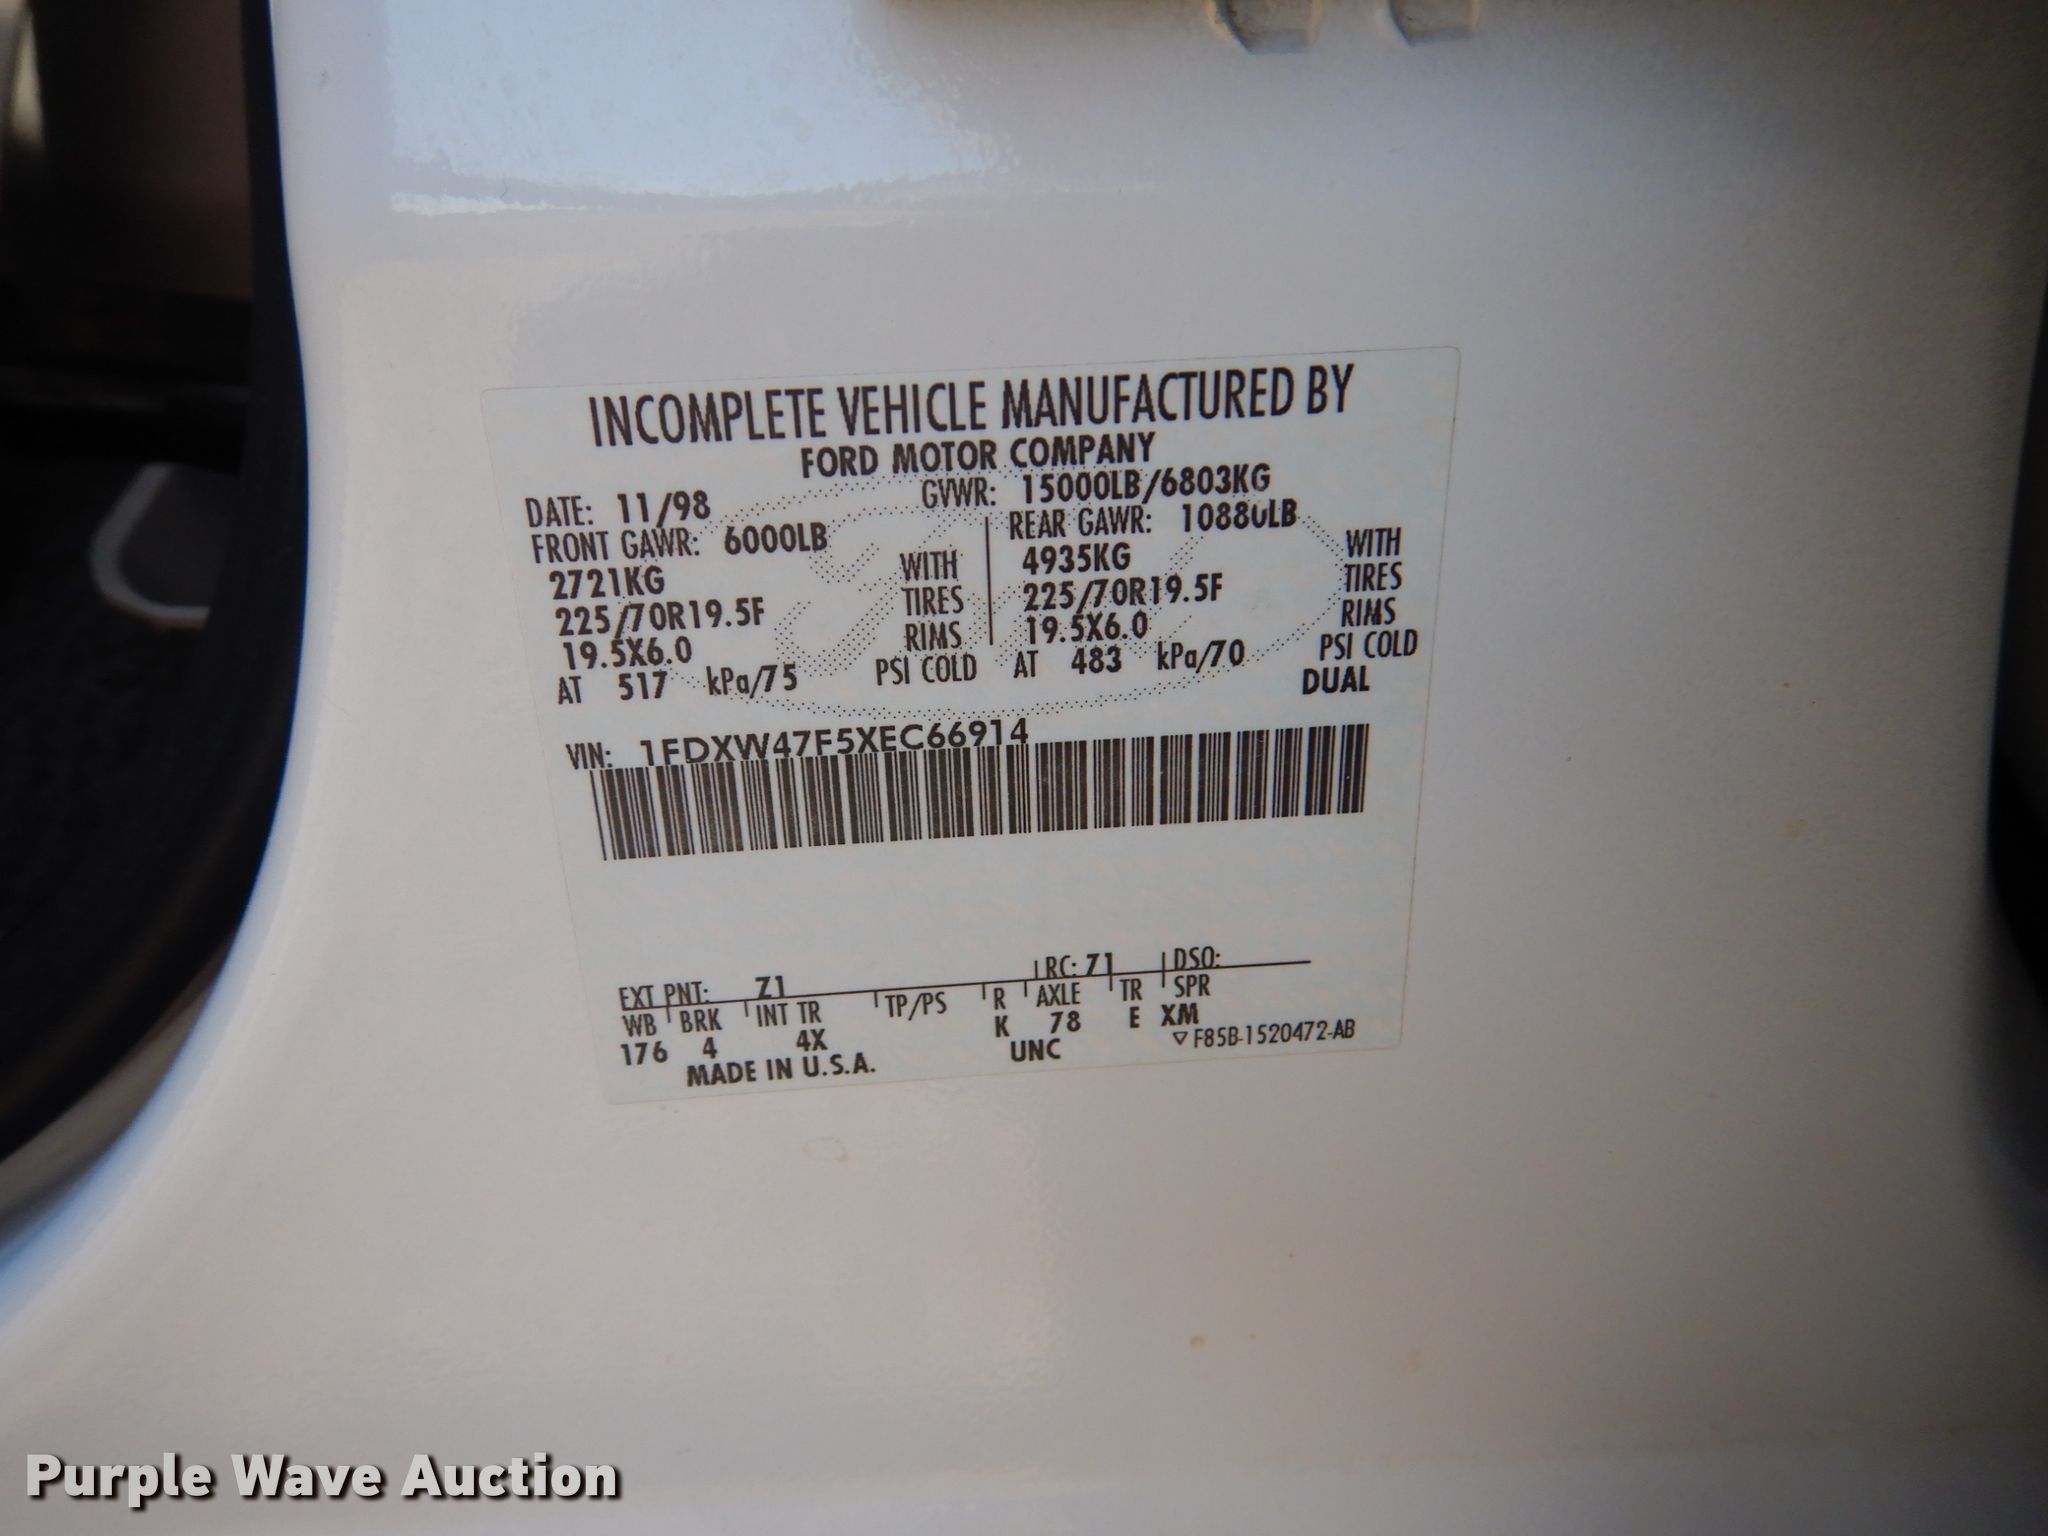 INCOMPLETE VEHICLE MANUFACTURED BY
FORD MOTOR COMPANY
DATE: 11/98 GVWR: 15000LB/6803KG
FRONT GAWR: 6000LB REAR GAWR: 10880LB
2721KG WITH 4935KG WITH
225/70R19.5F TIRES 225/70R19.5F TIRES
19.5X6.0 RIMS 19.5X6.0 RIMS
AT 517 kPa/75 PSI COLD AT 483 kPa/70 PSI COLD
DUAL
VIN: 1FDXW47F5XEC66914
EXT PNT: Z1 RC: 71 DSO:
WB BRK INT TR TP/PS R AXLE TR SPR
176 4 4X K 78 E XM
MADE IN U.S.A. UNC ▽F85B-1520472-AB
Purple Wave Auction